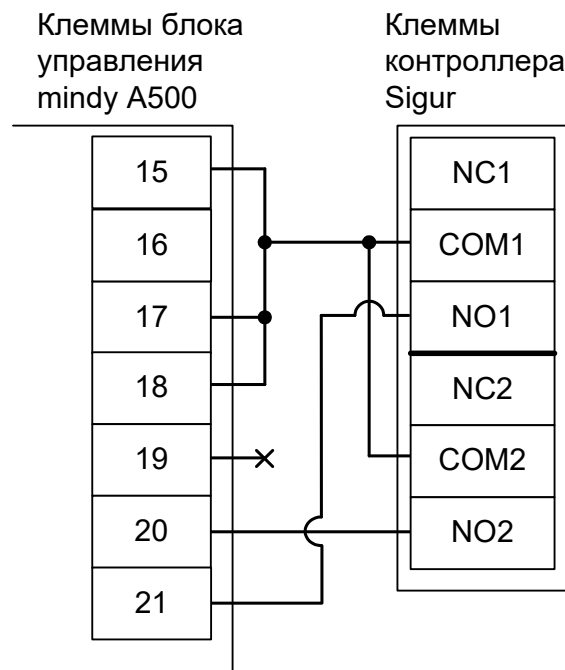 Клеммы блока
управления
mindy A500
Клеммы
контроллера
Sigur
15
16
17
18
19
20
21
NC1
COM1
NO1
NC2
COM2
NO2